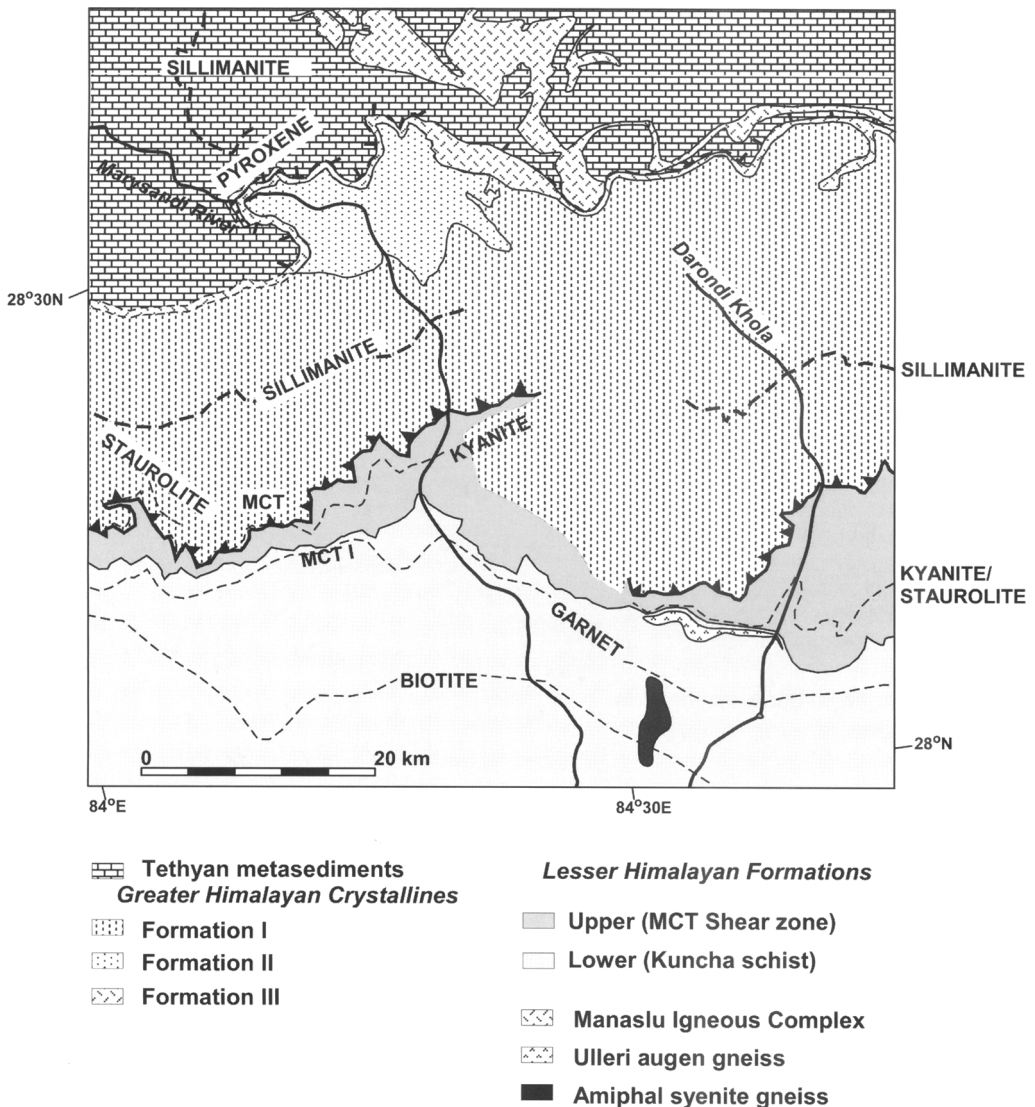 SILLIMANITE
PYROXENE
Marysandi River
28°30N
Darondi Khola
SILLIMANITE
SILLIMANITE
STAUROLITE
KYANITE
MCT
MCT I
KYANITE/
STAUROLITE
GARNET
BIOTITE
28°N
0 20 km
84°E
84°30E
Tethyan metasediments
Greater Himalayan Crystallines
Formation I
Formation II
Formation III
Lesser Himalayan Formations
Upper (MCT Shear zone)
Lower (Kuncha schist)
Manaslu Igneous Complex
Ulleri augen gneiss
Amiphal syenite gneiss